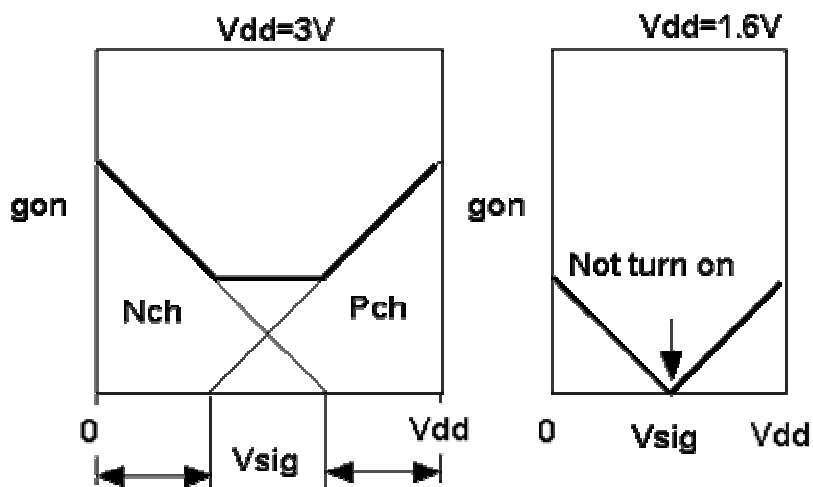 Vdd=3V
gon
Nch
Pch
0
Vsig
Vdd
Vdd=1.6V
gon
Not turn on
0
Vsig
Vdd